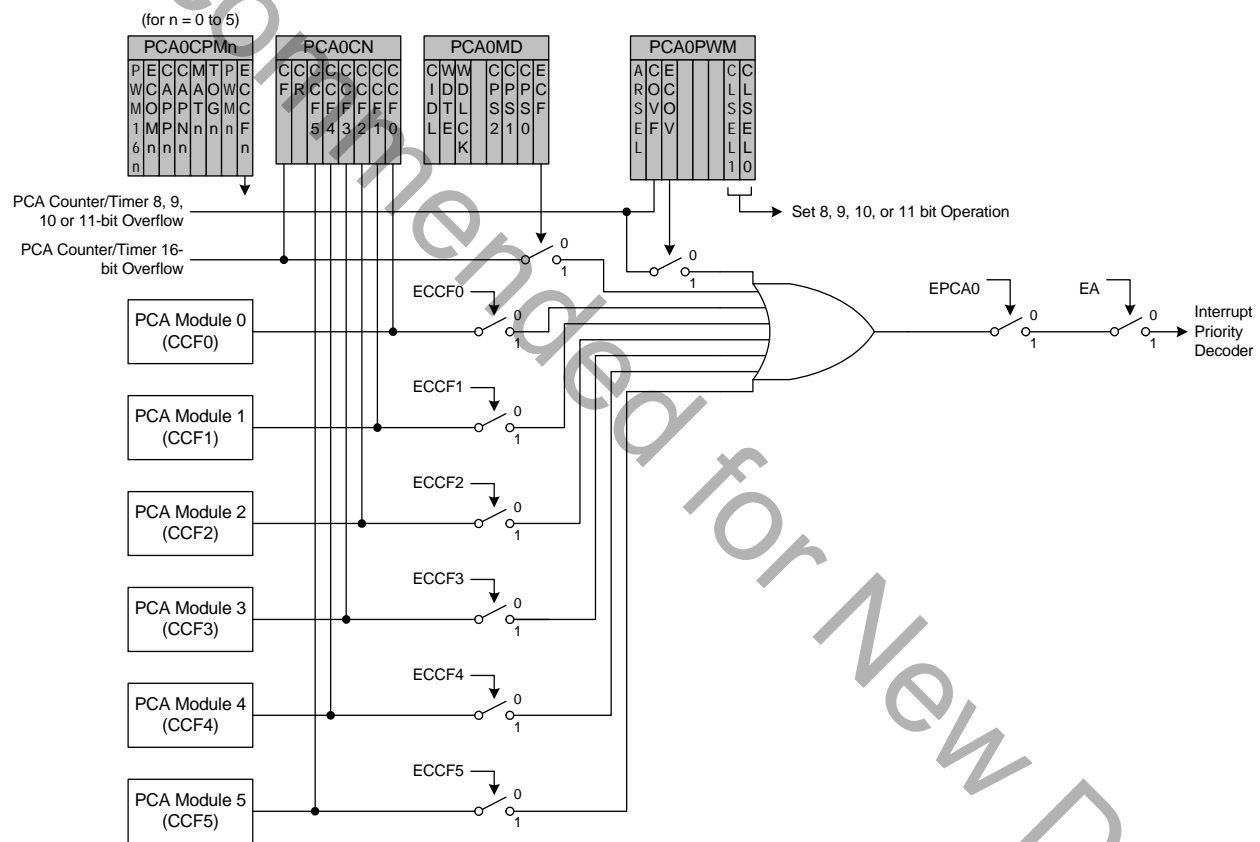 (for n = 0 to 5)
PCA0CPMn
PWM16n
ECOMn
CAPPn
CAPNn
MATn
TOGn
PWMn
ECCFn
PCA0CN
CF
CR
CCF5
CCF4
CCF3
CCF2
CCF1
CCF0
PCA0MD
CIDL
WDTE
WDLCK
CPS2
CPS1
CPS0
ECF
PCA0PWM
ARSEL
COVF
ECOV
CLSEL1
CLSEL0
PCA Counter/Timer 8, 9,
10 or 11-bit Overflow
Set 8, 9, 10, or 11 bit Operation
PCA Counter/Timer 16-
bit Overflow
0
1
0
1
PCA Module 0
(CCF0)
ECCF0
0
1
EPCA0
0
1
EA
0
1
Interrupt
Priority
Decoder
PCA Module 1
(CCF1)
ECCF1
0
1
PCA Module 2
(CCF2)
ECCF2
0
1
PCA Module 3
(CCF3)
ECCF3
0
1
PCA Module 4
(CCF4)
ECCF4
0
1
PCA Module 5
(CCF5)
ECCF5
0
1
for New